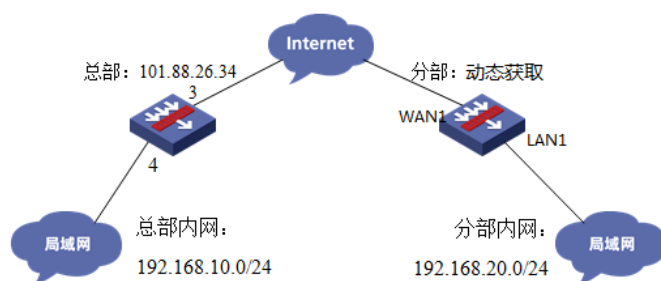 Internet
总部：101.88.26.34
分部：动态获取
3
WAN1
LAN1
4
局域网
总部内网：
192.168.10.0/24
分部内网：
192.168.20.0/24
局域网